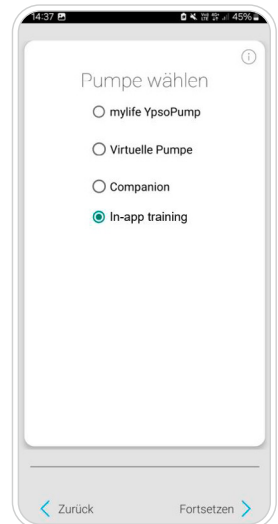 14:37 45%
Pumpe wählen
mylife YpsoPump
Virtuelle Pumpe
Companion
In-app training
Zurück Fortsetzen